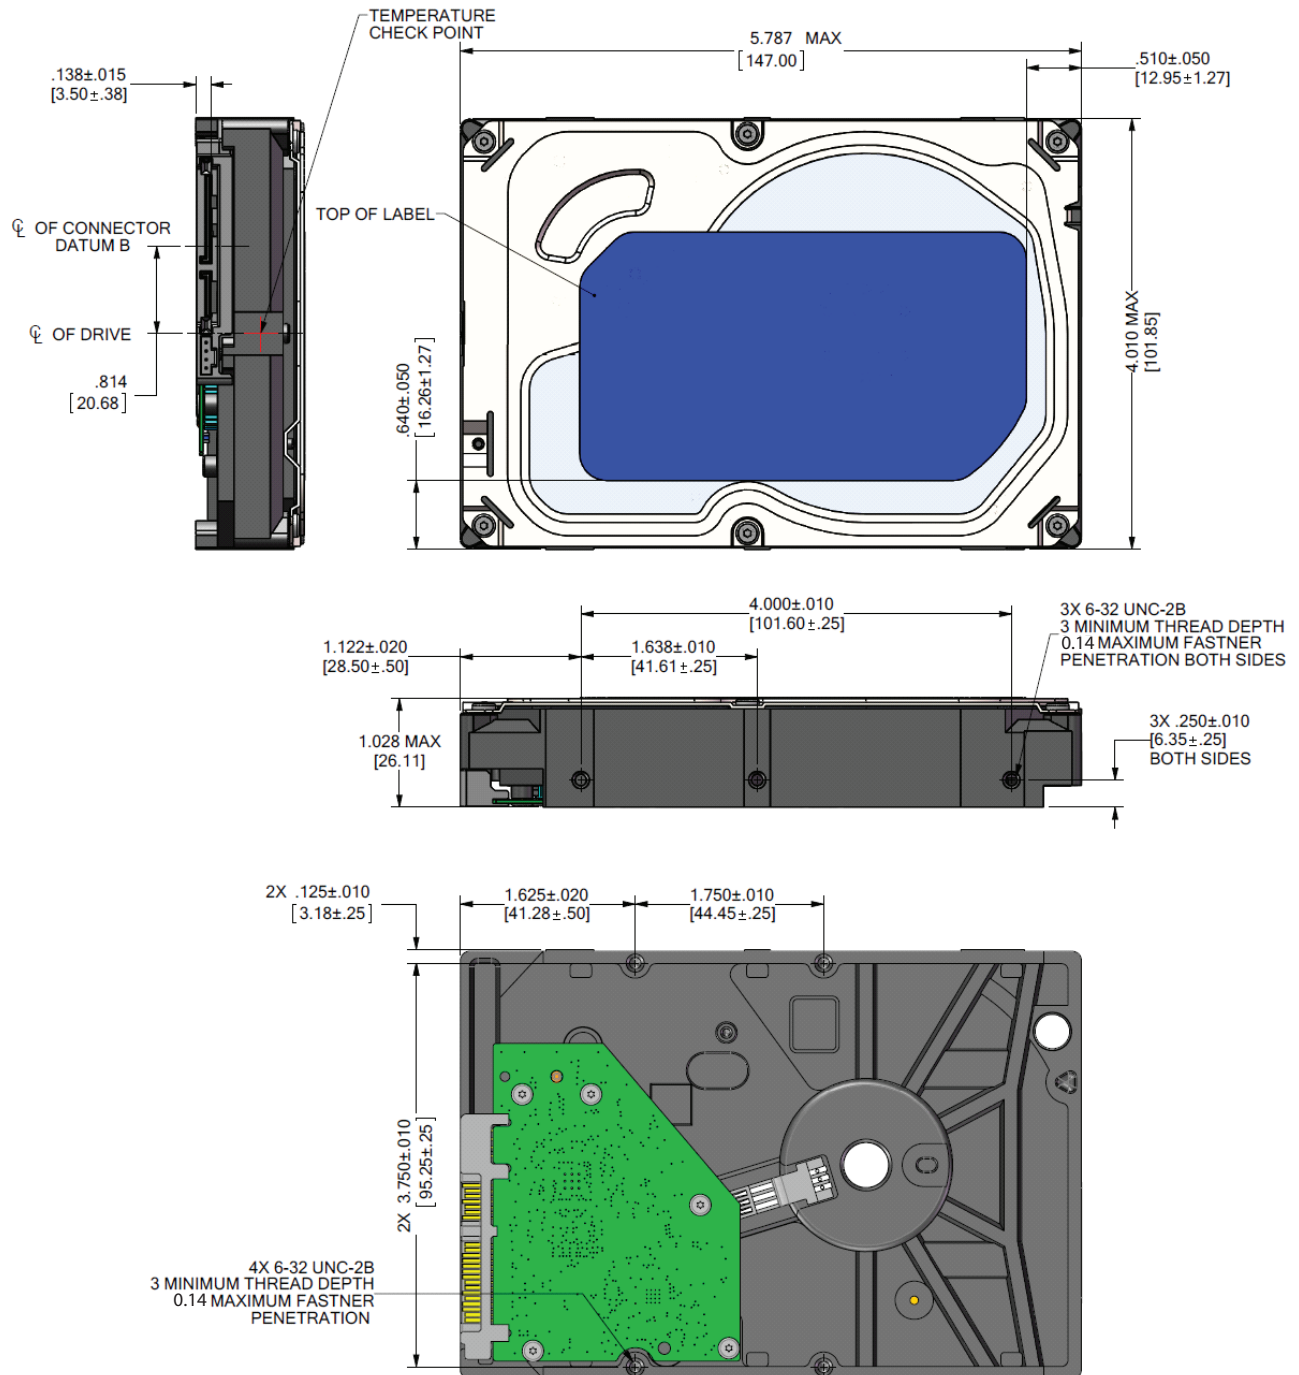 TEMPERATURE
CHECK POINT
5.787 MAX
[147.00]
.510±.050
[12.95±1.27]
.138±.015
[3.50±.38]
TOP OF LABEL
℄ OF CONNECTOR
DATUM B
℄ OF DRIVE
.814
[20.68]
.640±.050
[16.26±1.27]
4.010 MAX
[101.85]
4.000±.010
[101.60±.25]
3X 6-32 UNC-2B
3 MINIMUM THREAD DEPTH
0.14 MAXIMUM FASTNER
PENETRATION BOTH SIDES
1.122±.020
[28.50±.50]
1.638±.010
[41.61±.25]
1.028 MAX
[26.11]
3X .250±.010
[6.35±.25]
BOTH SIDES
2X .125±.010
[3.18±.25]
1.625±.020
[41.28±.50]
1.750±.010
[44.45±.25]
2X 3.750±.010
[95.25±.25]
4X 6-32 UNC-2B
3 MINIMUM THREAD DEPTH
0.14 MAXIMUM FASTNER
PENETRATION